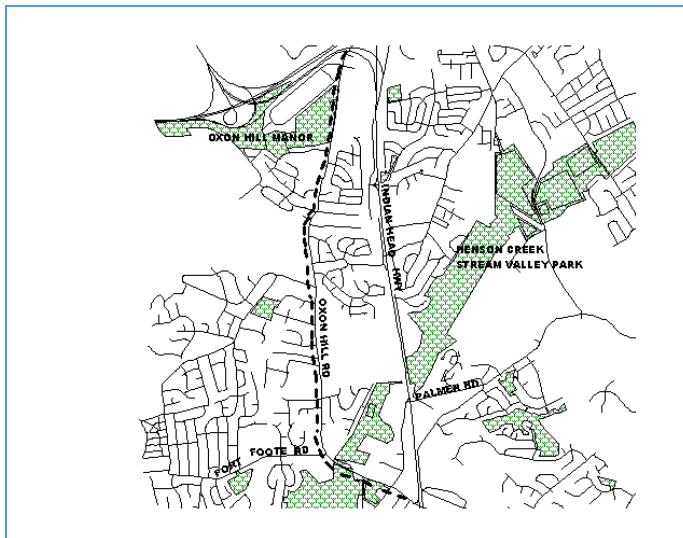 OXON HILL MANOR
INDIAN HEAD HWY
HENSON CREEK
STREAM VALLEY PARK
OXON HILL RD
PALMER RD
FORT FOOTE RD